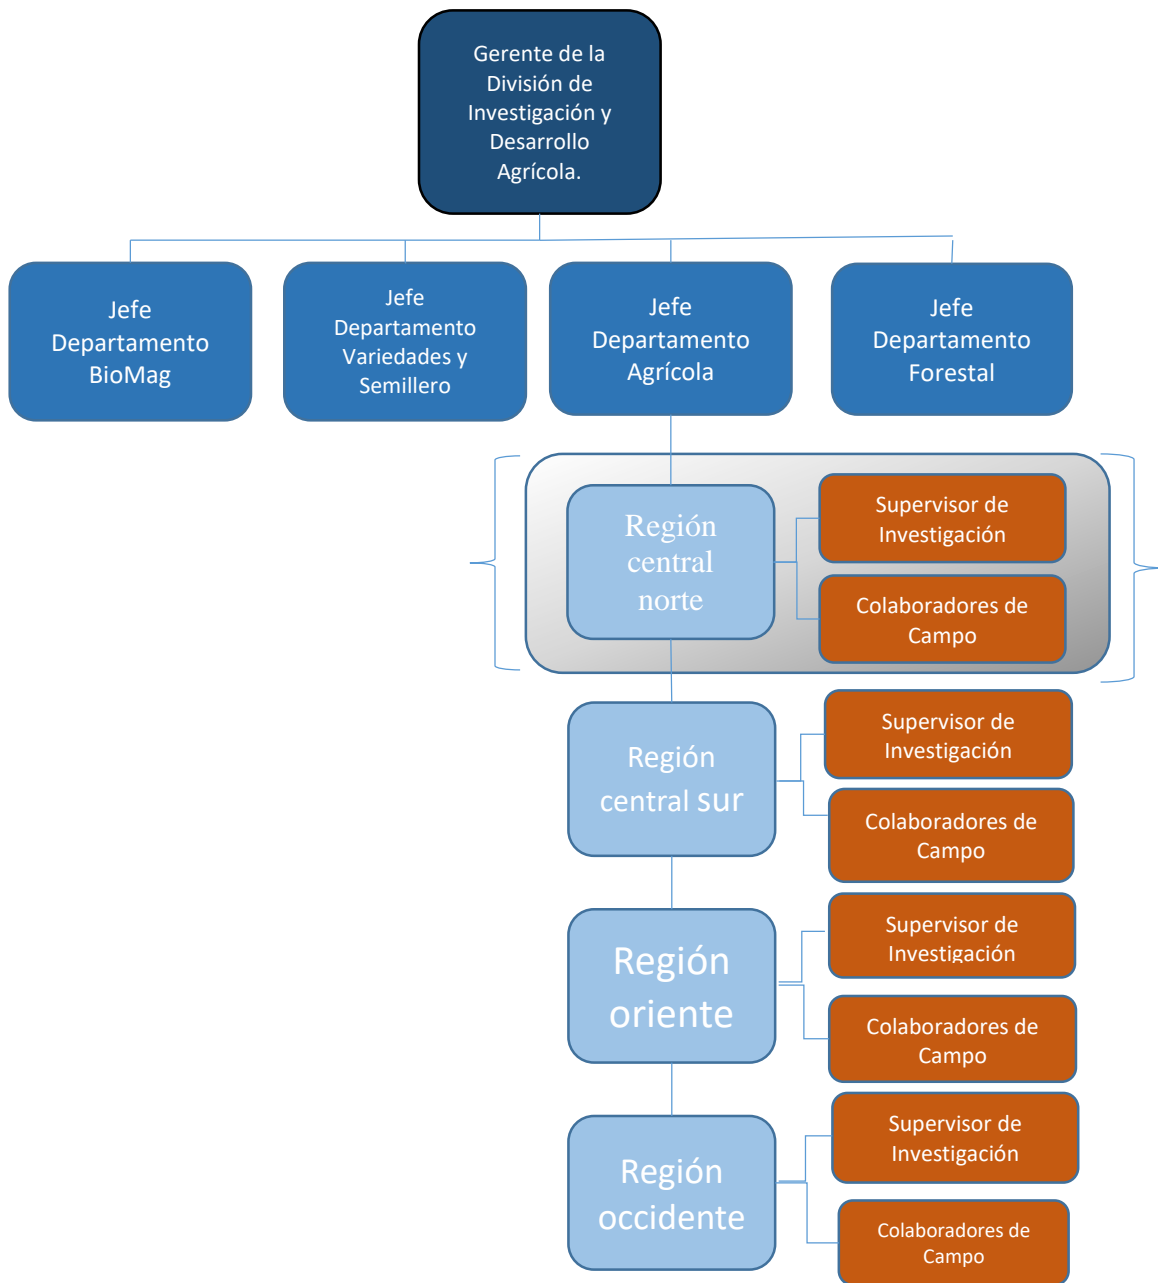 Gerente de la
División de
Investigación y
Desarrollo
Agrícola.
Jefe
Departamento
BioMag
Jefe
Departamento
Variedades y
Semillero
Jefe
Departamento
Agrícola
Jefe
Departamento
Forestal
Región
central
norte
Supervisor de
Investigación
Colaboradores de
Campo
Región
central sur
Supervisor de
Investigación
Colaboradores de
Campo
Región
oriente
Supervisor de
Investigación
Colaboradores de
Campo
Región
occidente
Supervisor de
Investigación
Colaboradores de
Campo